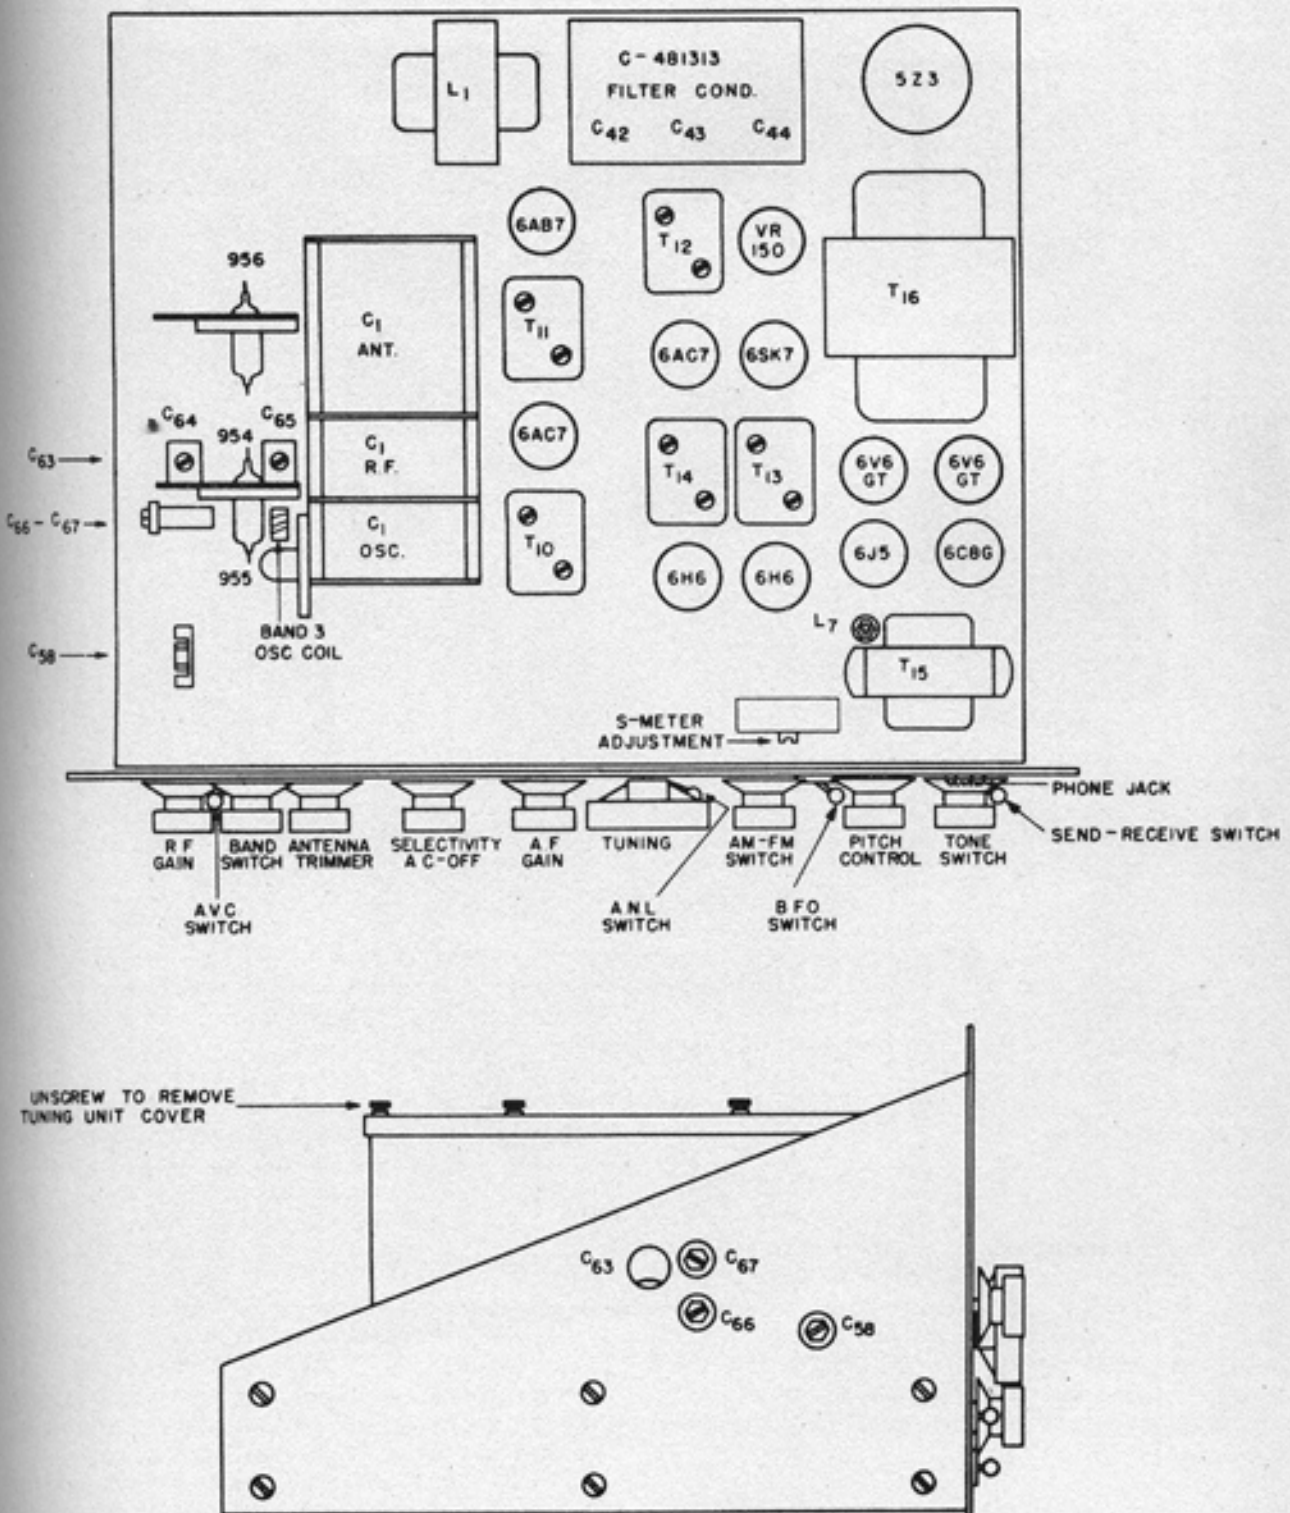 L1
C-481313
FILTER COND.
C42 C43 C44
5Z3
6AB7
T12
VR
150
956
T16
C1
ANT.
T11
6AC7
6SK7
C64
C65
954
6AC7
C63
C1
R.F.
T14
T13
6V6
GT
6V6
GT
C66-C67
C1
OSC.
T10
6J5
6C8G
955
6H6
6H6
BAND 3
OSC COIL
L7
C58
T15
S-METER
ADJUSTMENT
PHONE JACK
SEND-RECEIVE SWITCH
R F
GAIN
BAND
SWITCH
ANTENNA
TRIMMER
SELECTIVITY
A C-OFF
A.F
GAIN
TUNING
AM-FM
SWITCH
PITCH
CONTROL
TONE
SWITCH
A.V.C
SWITCH
A.N.L
SWITCH
B F O
SWITCH
UNSCREW TO REMOVE
TUNING UNIT COVER
C63
C67
C66
C58